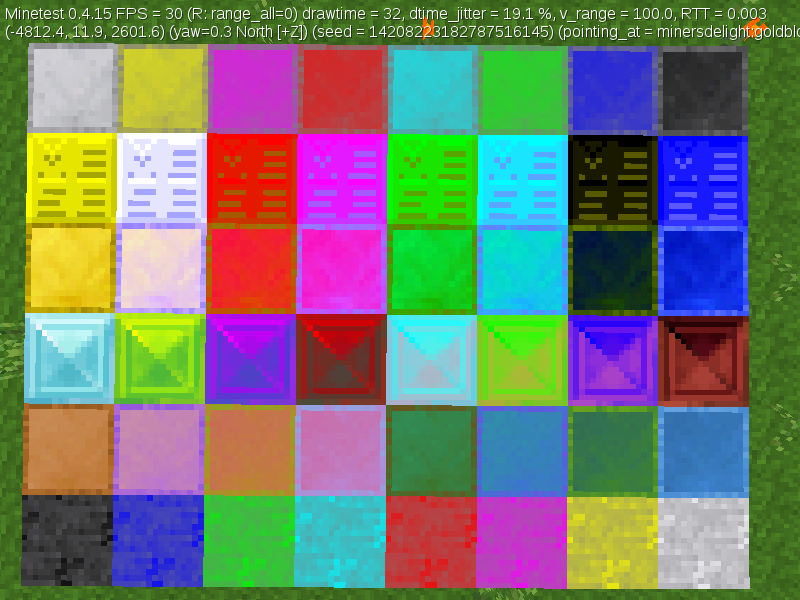 Minetest 0.4.15 FPS = 30 (R: range_all=0) drawtime = 32, dtime_jitter = 19.1 %, v_range = 100.0, RTT = 0.003
(-4812.4, 11.9, 2601.6) (yaw=0.3 North [+Z]) (seed = 14208223182787516145) (pointing_at = minersdelight:goldblo